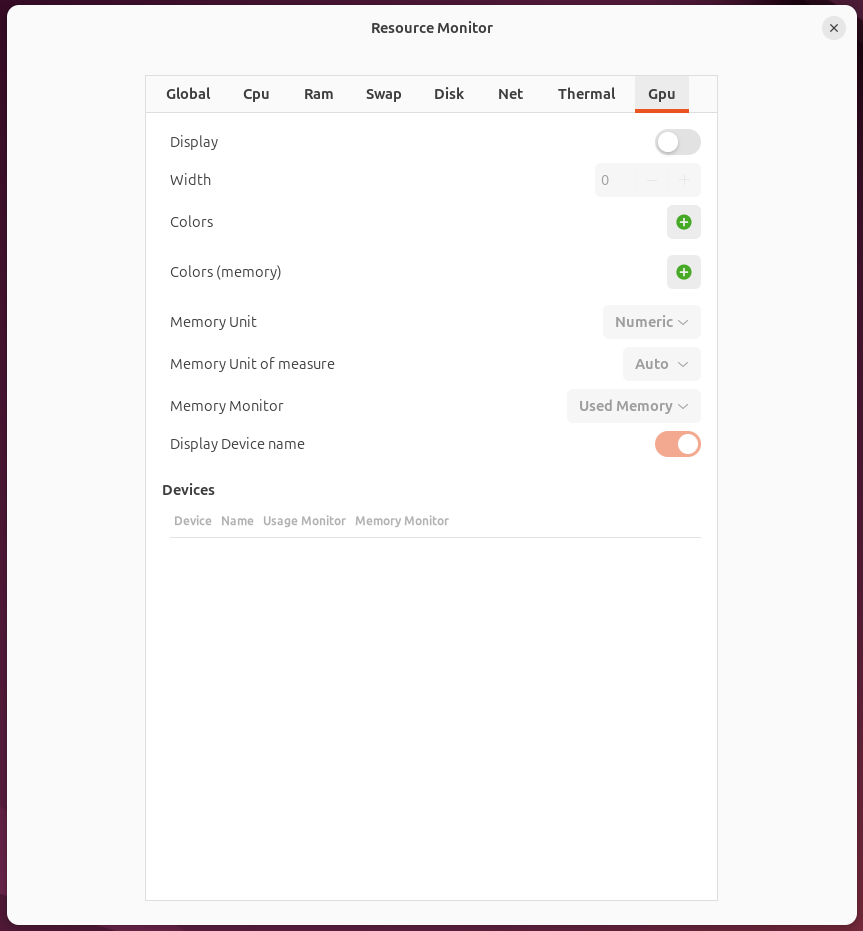 Resource Monitor
Global Cpu Ram Swap Disk Net Thermal Gpu
Display
Width 0
Colors
Colors (memory)
Memory Unit Numeric
Memory Unit of measure Auto
Memory Monitor Used Memory
Display Device name
Devices
Device Name Usage Monitor Memory Monitor